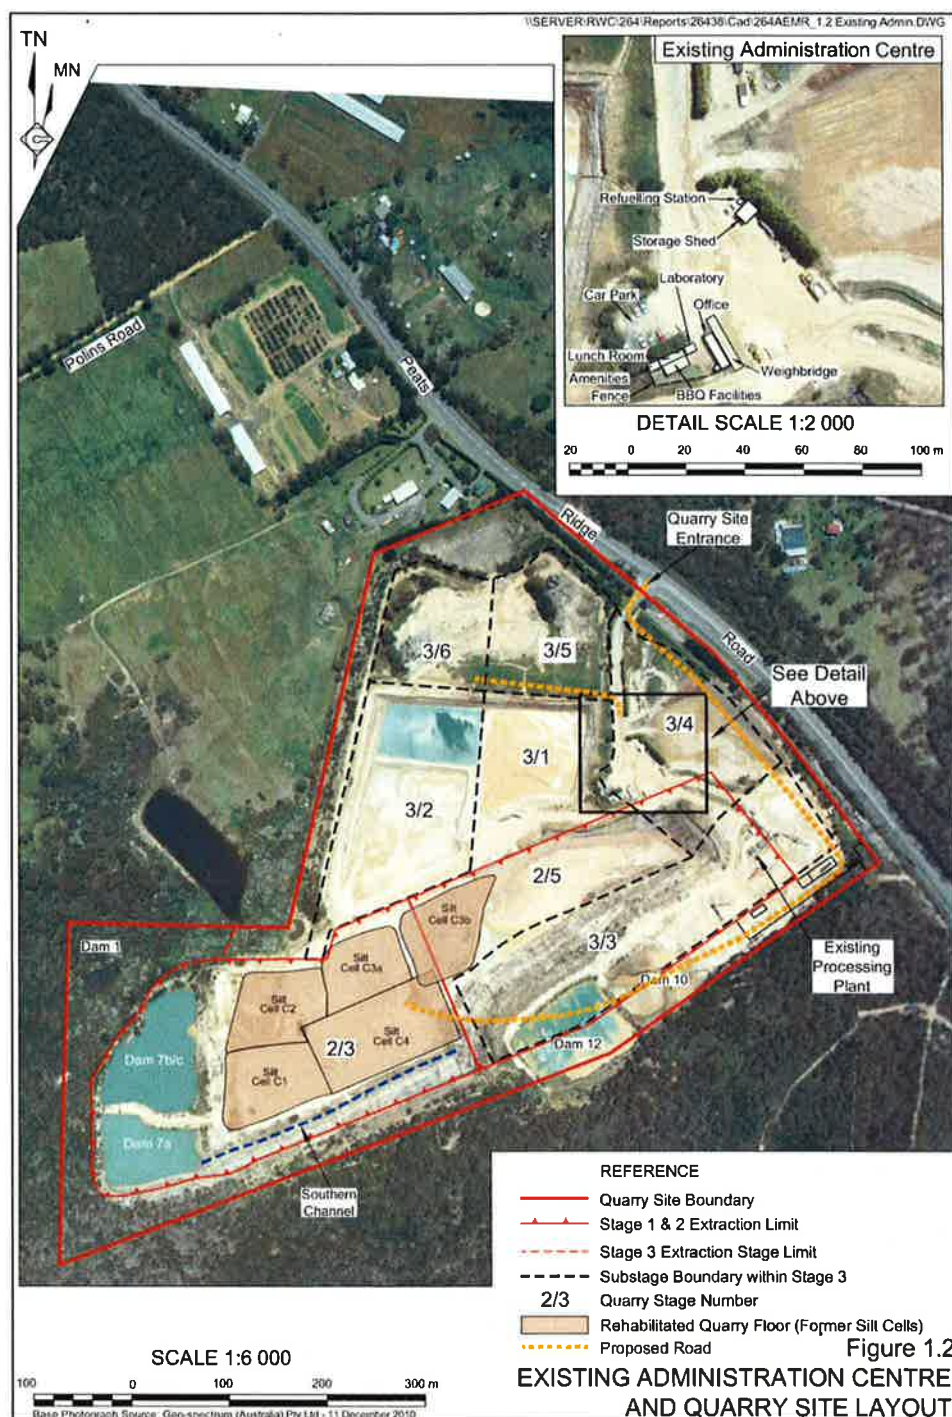 \\SERVER\RWC\264\Reports\26438\Cad\264AEMR_1.2 Existing Admin.DWG
TN
MN
Existing Administration Centre
Refuelling Station
Storage Shed
Laboratory
Car Park
Office
Lunch Room
Weighbridge
Amenities
Fence
BBQ Facilities
DETAIL SCALE 1:2 000
20 0 20 40 60 80 100 m
Polins Road
Peats
Ridge
Road
Quarry Site
Entrance
See Detail
Above
3/6
3/5
3/4
3/1
3/2
2/5
3/3
Silt
Cell C3b
Silt
Cell C3a
Silt
Cell C2
Silt
Cell C4
2/3
Silt
Cell C1
Dam 1
Dam 7b/c
Dam 7a
Dam 10
Dam 12
Existing
Processing
Plant
Southern
Channel
REFERENCE
Quarry Site Boundary
Stage 1 & 2 Extraction Limit
Stage 3 Extraction Stage Limit
Substage Boundary within Stage 3
2/3 Quarry Stage Number
Rehabilitated Quarry Floor (Former Silt Cells)
Proposed Road
SCALE 1:6 000
100 0 100 200 300 m
Base Photograph Source: Geo-spectrum (Australia) Pty Ltd - 11 December 2010
Figure 1.2
EXISTING ADMINISTRATION CENTRE
AND QUARRY SITE LAYOUT